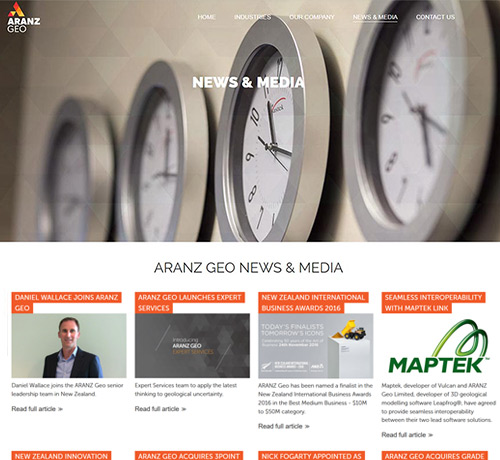 ARANZ
GEO
HOME INDUSTRIES OUR COMPANY NEWS & MEDIA CONTACT US
NEWS & MEDIA
ARANZ GEO NEWS & MEDIA
DANIEL WALLACE JOINS ARANZ
GEO
Daniel Wallace joins the ARANZ Geo senior
leadership team in New Zealand.
Read full article >
ARANZ GEO LAUNCHES EXPERT
SERVICES
Introducing
ARANZ GEO
EXPERT SERVICES
Expert Services team to apply the latest
thinking to geological uncertainty.
Read full article >
NEW ZEALAND INTERNATIONAL
BUSINESS AWARDS 2016
TODAY'S FINALISTS
TOMORROW'S ICONS
ARANZ Geo has been named a finalist in the
New Zealand International Business Awards
2016 in the Best Medium Business - $10M
to $50M category.
Read full article >
SEAMLESS INTEROPERABILITY
WITH MAPTEK LINK
MAPTEK
Maptek, developer of Vulcan and ARANZ
Geo Limited, developer of 3D geological
modelling software Leapfrog®, have agreed
to provide seamless interoperability
between their two lead software solutions.
Read full article >
NEW ZEALAND INNOVATION
ARANZ GEO ACQUIRES 3POINT
NICK FOGARTY APPOINTED AS
ARANZ GEO ACQUIRES GRADE